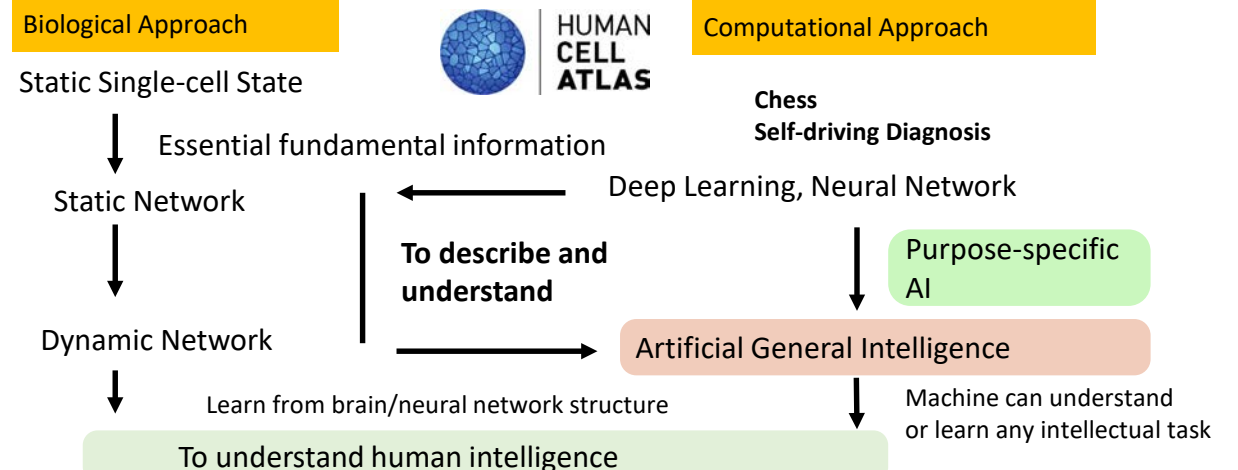 Biological Approach
HUMAN
CELL
ATLAS
Computational Approach
Static Single-cell State
Chess
Self-driving Diagnosis
Essential fundamental information
Static Network
Deep Learning, Neural Network
To describe and
understand
Purpose-specific
AI
Dynamic Network
Artificial General Intelligence
Learn from brain/neural network structure
Machine can understand
or learn any intellectual task
To understand human intelligence